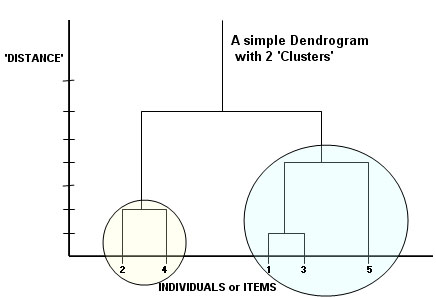 A simple Dendrogram
with 2 'Clusters'
'DISTANCE'
2 4 1 3 5
INDIVIDUALS or ITEMS